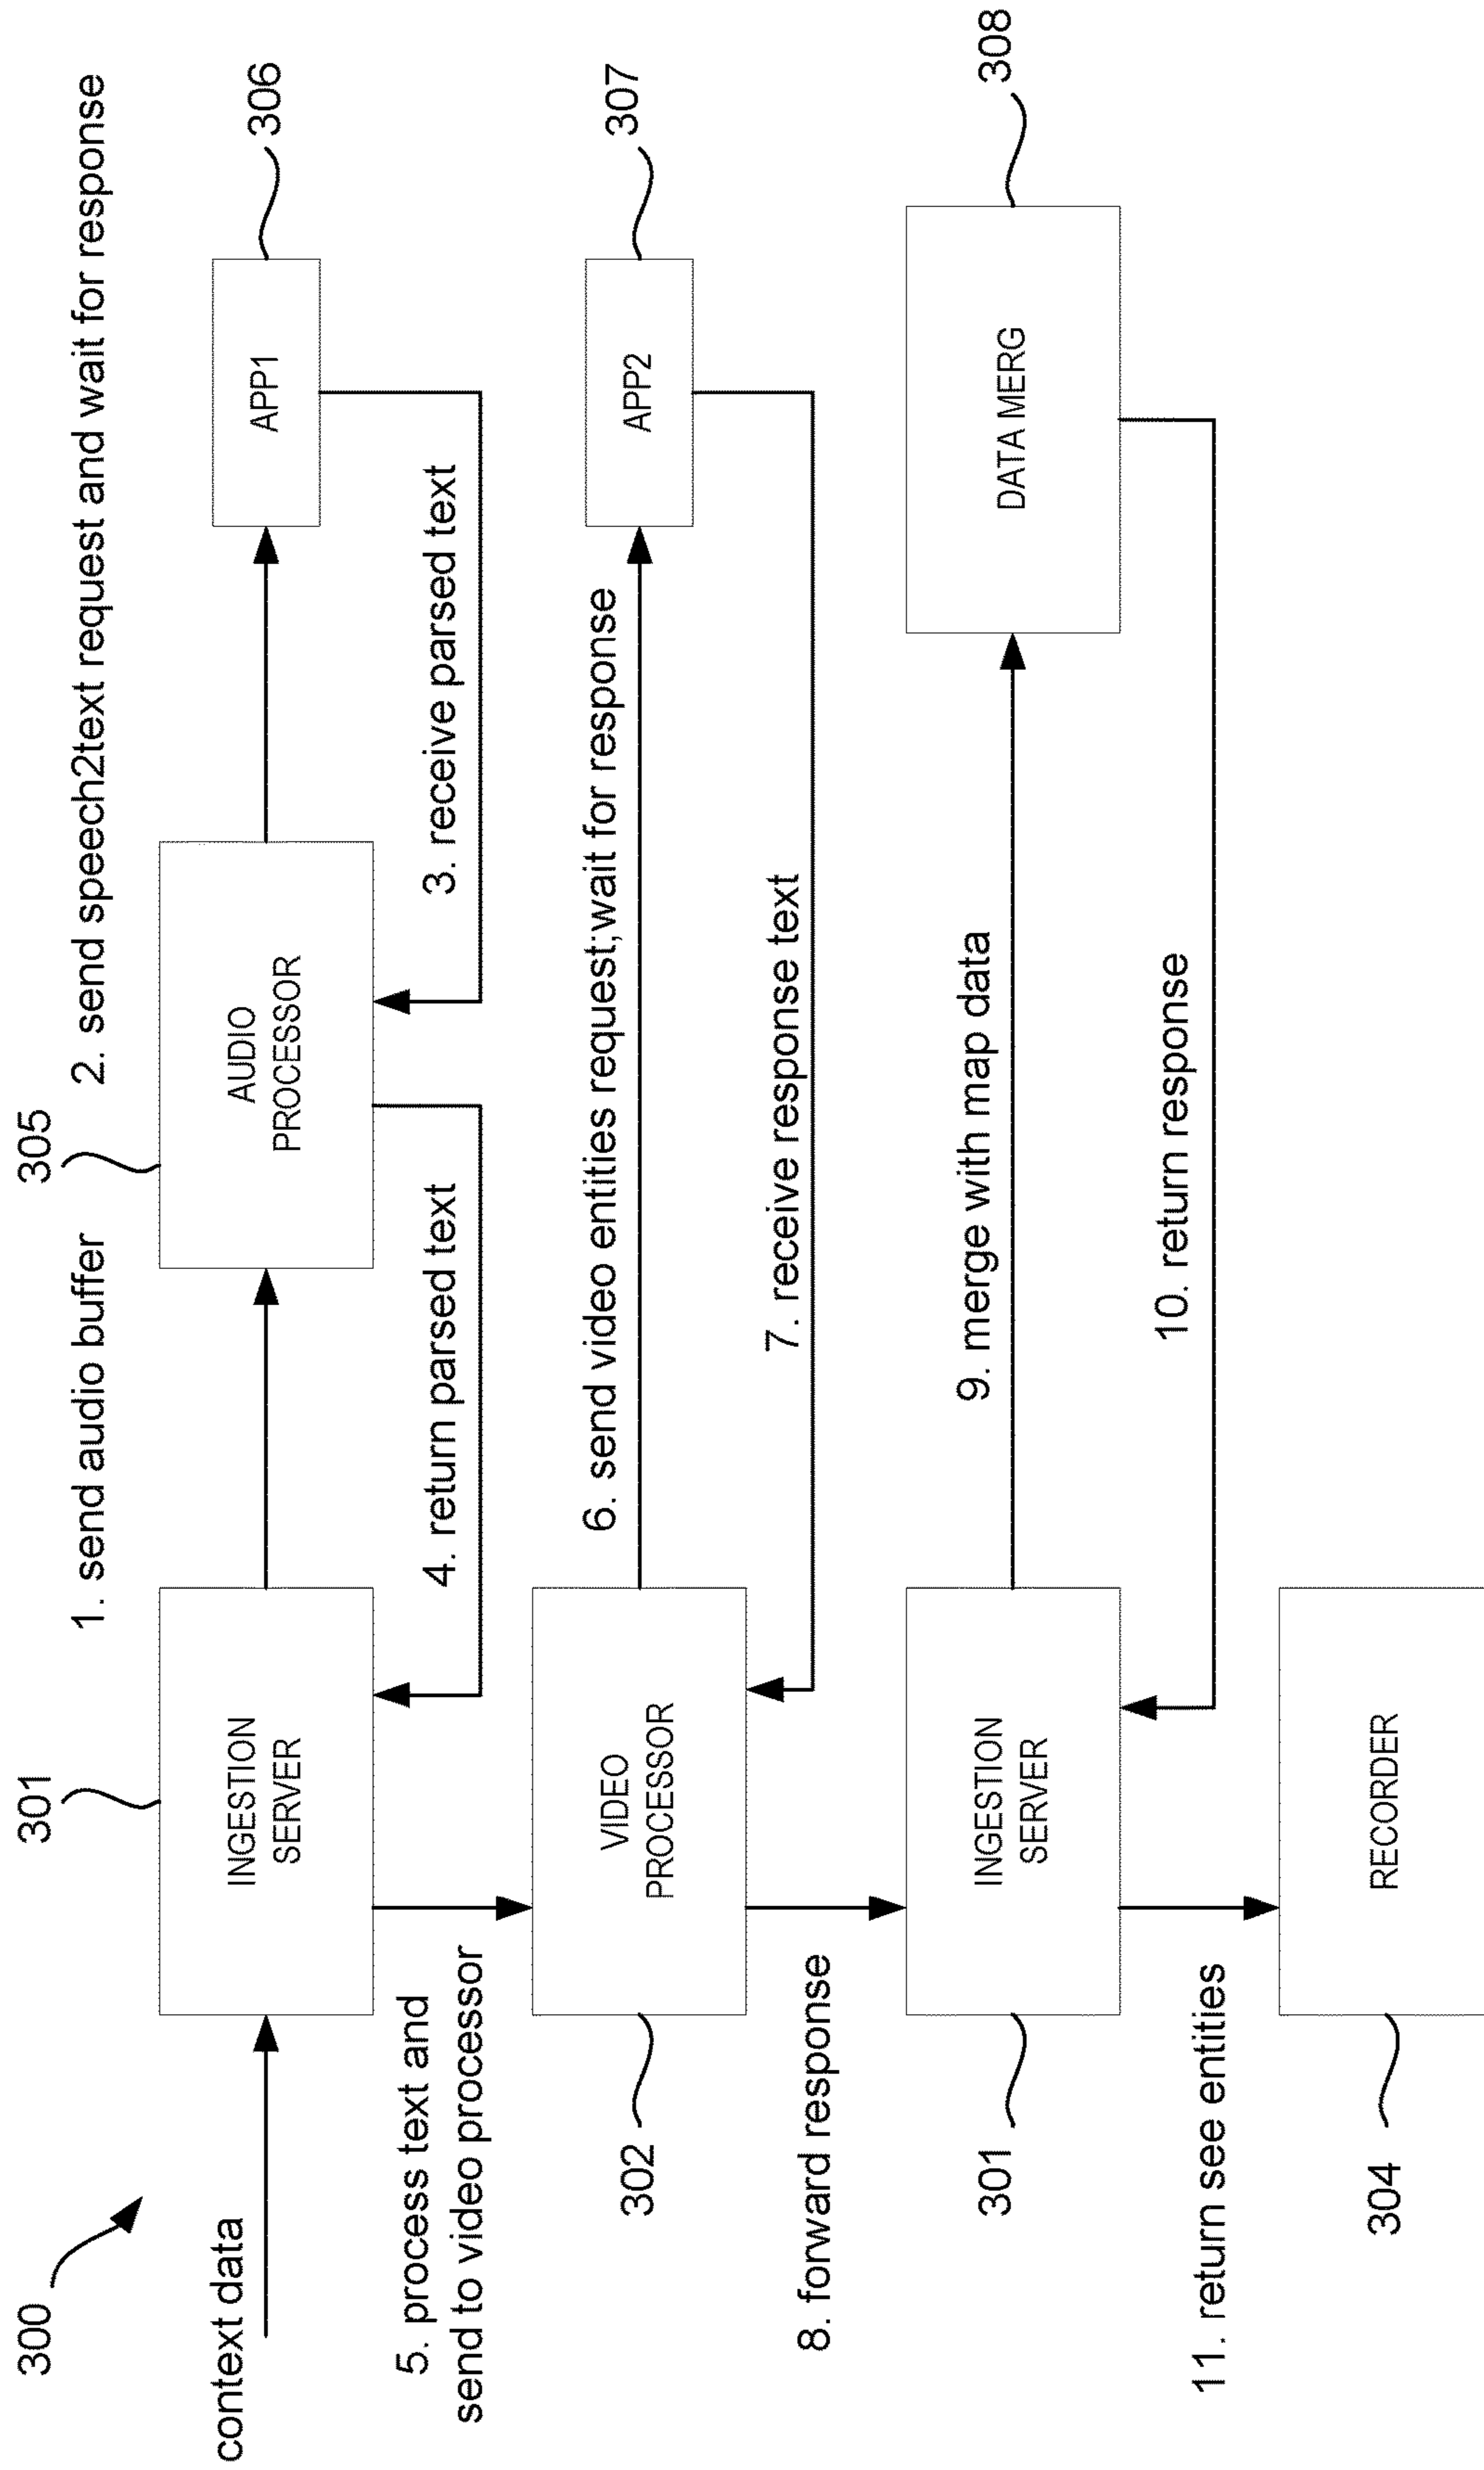 300
301
1. send audio buffer
305
2. send speech2text request and wait for response
context data
INGESTION
SERVER
AUDIO
PROCESSOR
APP1
306
4. return parsed text
3. receive parsed text
5. process text and
send to video processor
6. send video entities request;wait for response
302
VIDEO
PROCESSOR
APP2
307
7. receive response text
8. forward response
9. merge with map data
301
INGESTION
SERVER
DATA MERG
308
10. return response
11. return see entities
304
RECORDER